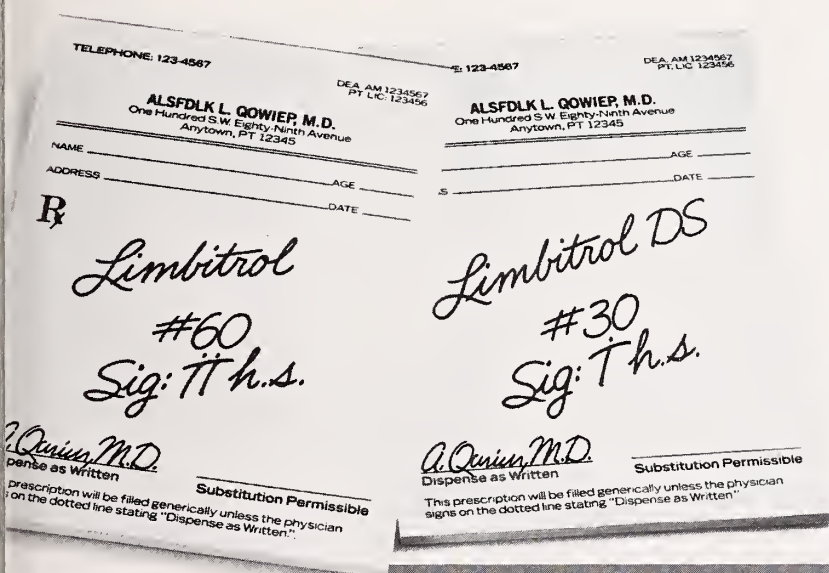 TELEPHONE: 123-4567
DEA. AM 1234567
PT LIC: 123456
ALSFDLK L. QOWIEP, M.D.
One Hundred S.W. Eighty-Ninth Avenue
Anytown, PT 12345
NAME AGE
ADDRESS DATE
Rx
Limbitrol
#60
Sig: ii h.s.
A. Qurius, M.D.
pense as Written
Substitution Permissible
prescription will be filled generically unless the physician
on the dotted line stating "Dispense as Written."
E: 123-4567
DEA. AM 1234567
PT. LIC 123456
ALSFDLK L. QOWIEP, M.D.
One Hundred S W. Eighty-Ninth Avenue
Anytown, PT 12345
AGE
S DATE
Limbitrol DS
#30
Sig: i h.s.
A. Qurius, M.D.
Dispense as Written
Substitution Permissible
This prescription will be filled generically unless the physician
signs on the dotted line stating "Dispense as Written"